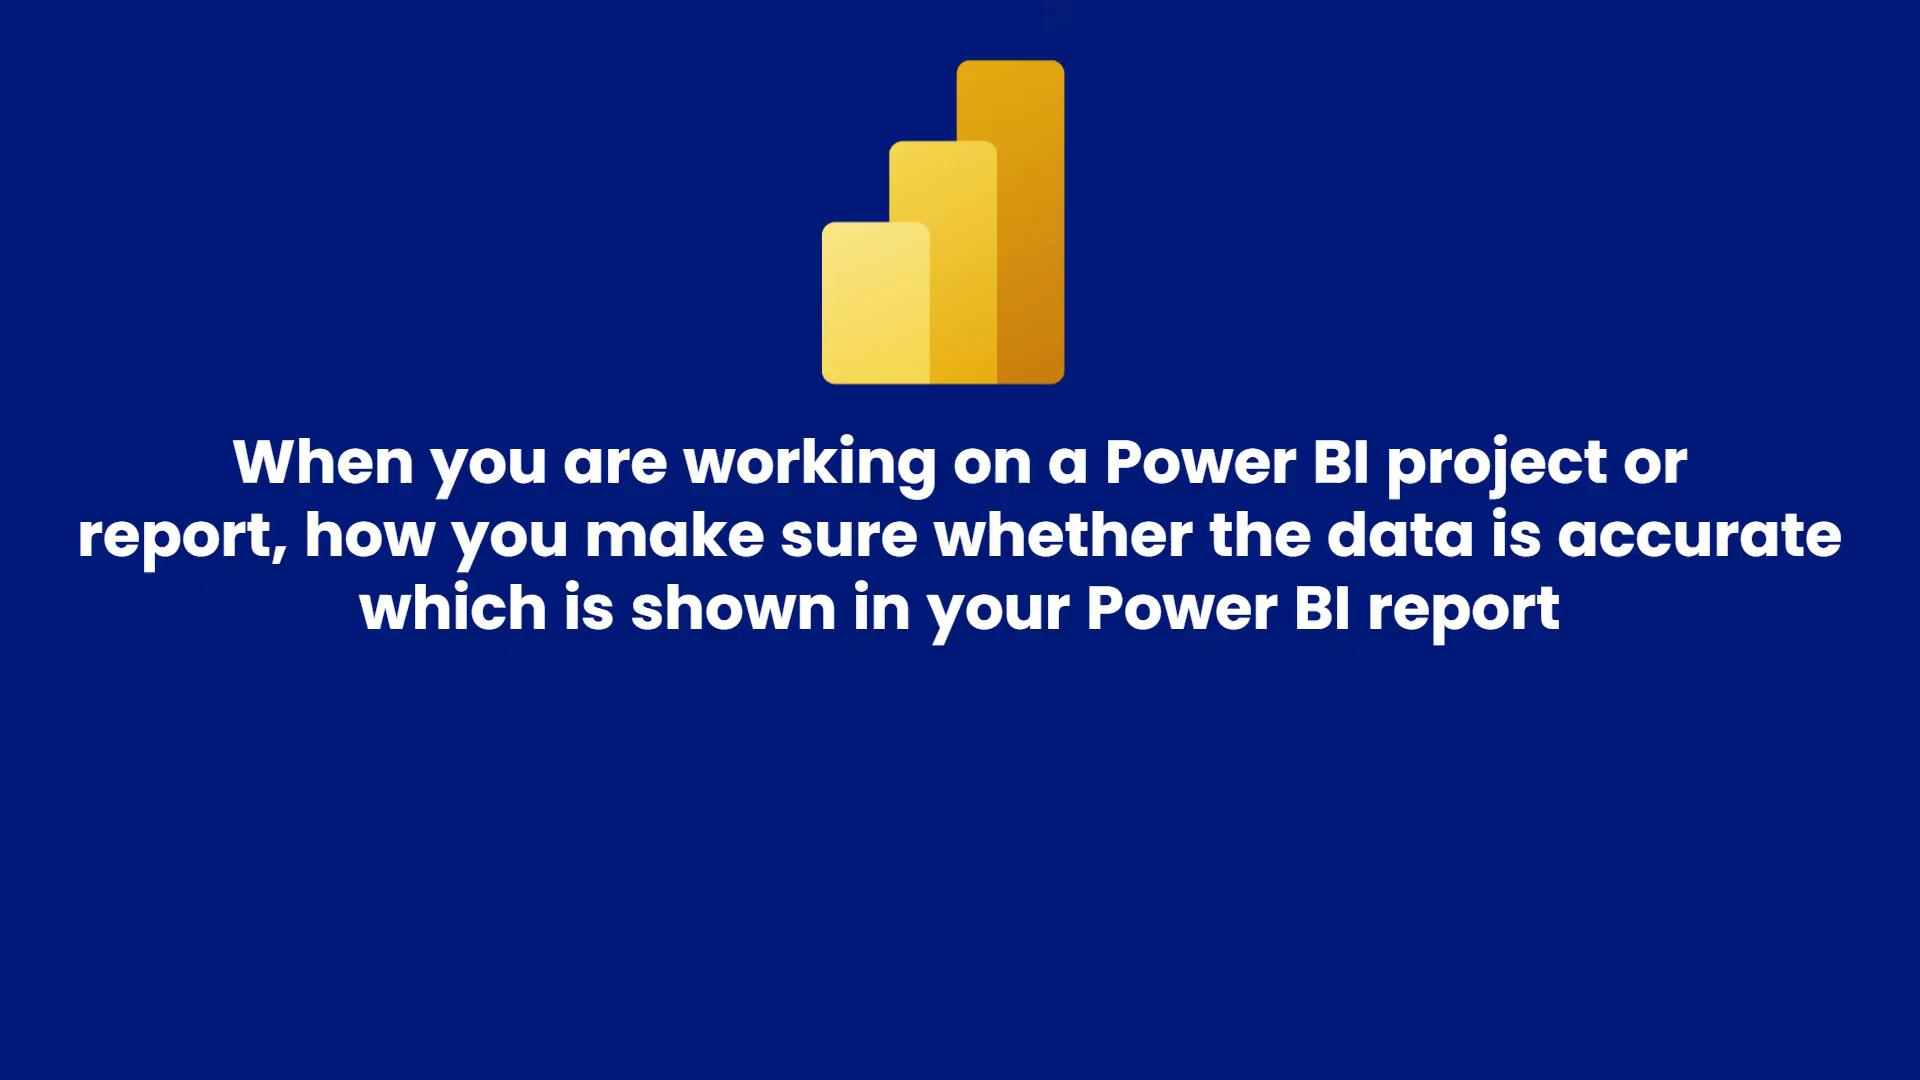 When you are working on a Power BI project or
report, how you make sure whether the data is accurate
which is shown in your Power BI report